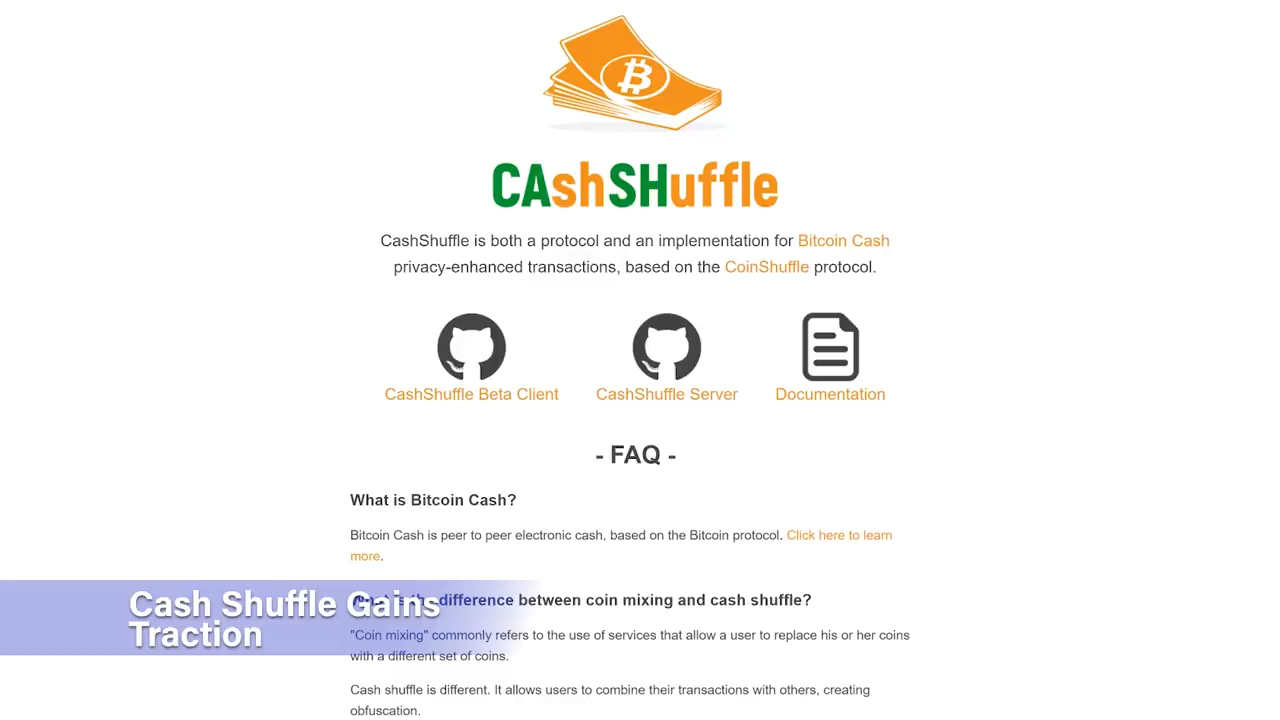 CAshSHuffle
CashShuffle is both a protocol and an implementation for Bitcoin Cash
privacy-enhanced transactions, based on the CoinShuffle protocol.
CashShuffle Beta Client
CashShuffle Server
Documentation
- FAQ -
What is Bitcoin Cash?
Bitcoin Cash is peer to peer electronic cash, based on the Bitcoin protocol. Click here to learn
more.
What is the difference between coin mixing and cash shuffle?
"Coin mixing" commonly refers to the use of services that allow a user to replace his or her coins
with a different set of coins.
Cash shuffle is different. It allows users to combine their transactions with others, creating
obfuscation.
Cash Shuffle Gains
Traction